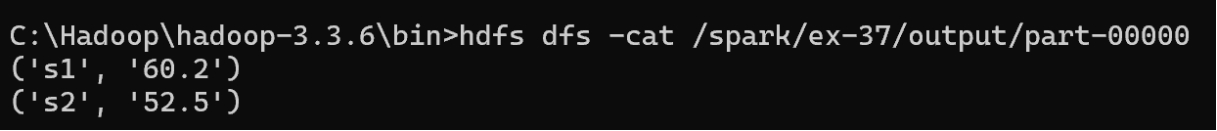 C:\Hadoop\hadoop-3.3.6\bin>hdfs dfs -cat /spark/ex-37/output/part-00000
('s1', '60.2')
('s2', '52.5')